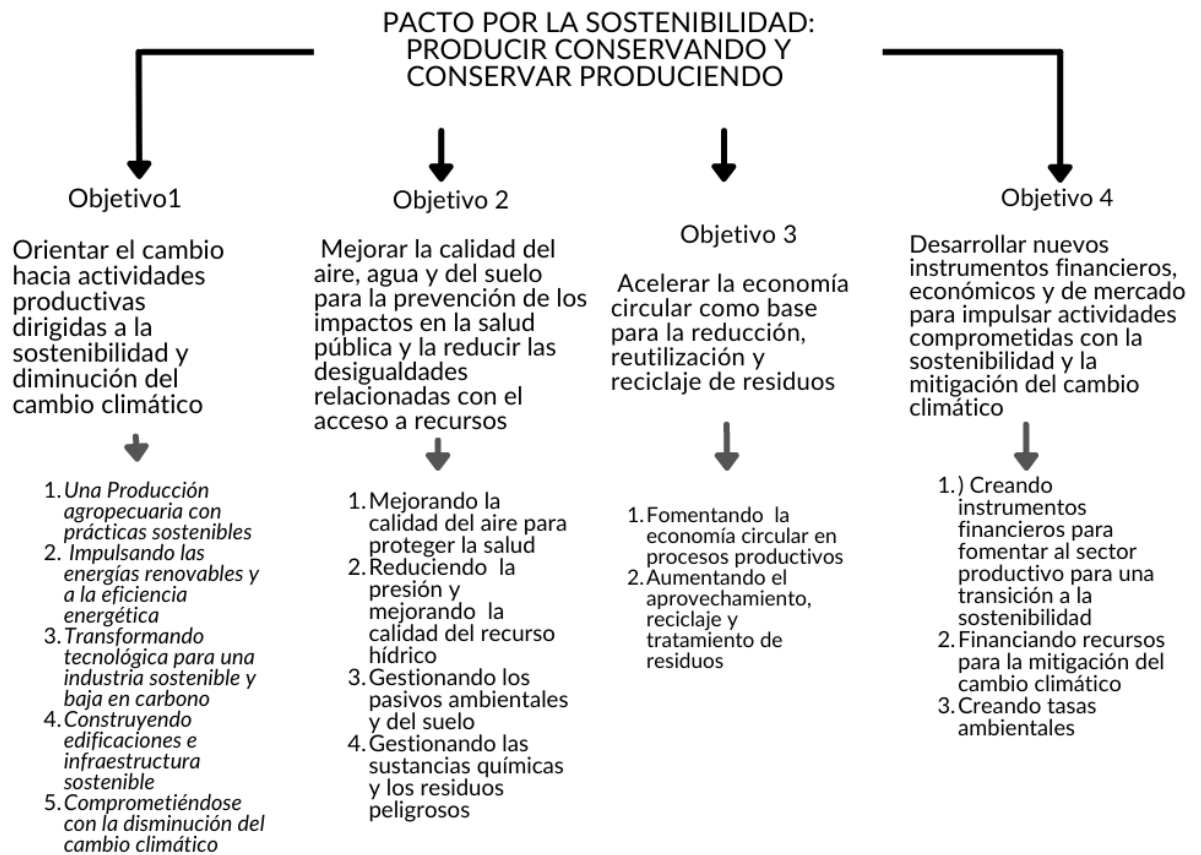 PACTO POR LA SOSTENIBILIDAD:
PRODUCIR CONSERVANDO Y
CONSERVAR PRODUCIENDO
Objetivo1
Orientar el cambio
hacia actividades
productivas
dirigidas a la
sostenibilidad y
diminución del
cambio climático
1. Una Producción
agropecuaria con
prácticas sostenibles
2. Impulsando las
energías renovables y
a la eficiencia
energética
3. Transformando
tecnológica para una
industria sostenible y
baja en carbono
4. Construyendo
edificaciones e
infraestructura
sostenible
5. Comprometiéndose
con la disminución del
cambio climático
Objetivo 2
Mejorar la calidad del
aire, agua y del suelo
para la prevención de los
impactos en la salud
pública y la reducir las
desigualdades
relacionadas con el
acceso a recursos
1. Mejorando la
calidad del aire para
proteger la salud
2. Reduciendo la
presión y
mejorando la
calidad del recurso
hídrico
3. Gestionando los
pasivos ambientales
y del suelo
4. Gestionando las
sustancias químicas
y los residuos
peligrosos
Objetivo 3
Acelerar la economía
circular como base
para la reducción,
reutilización y
reciclaje de residuos
1. Fomentando la
economía circular en
procesos productivos
2. Aumentando el
aprovechamiento,
reciclaje y
tratamiento de
residuos
Objetivo 4
Desarrollar nuevos
instrumentos financieros,
económicos y de mercado
para impulsar actividades
comprometidas con la
sostenibilidad y la
mitigación del cambio
climático
1. ) Creando
instrumentos
financieros para
fomentar al sector
productivo para una
transición a la
sostenibilidad
2. Financiando recursos
para la mitigación del
cambio climático
3. Creando tasas
ambientales